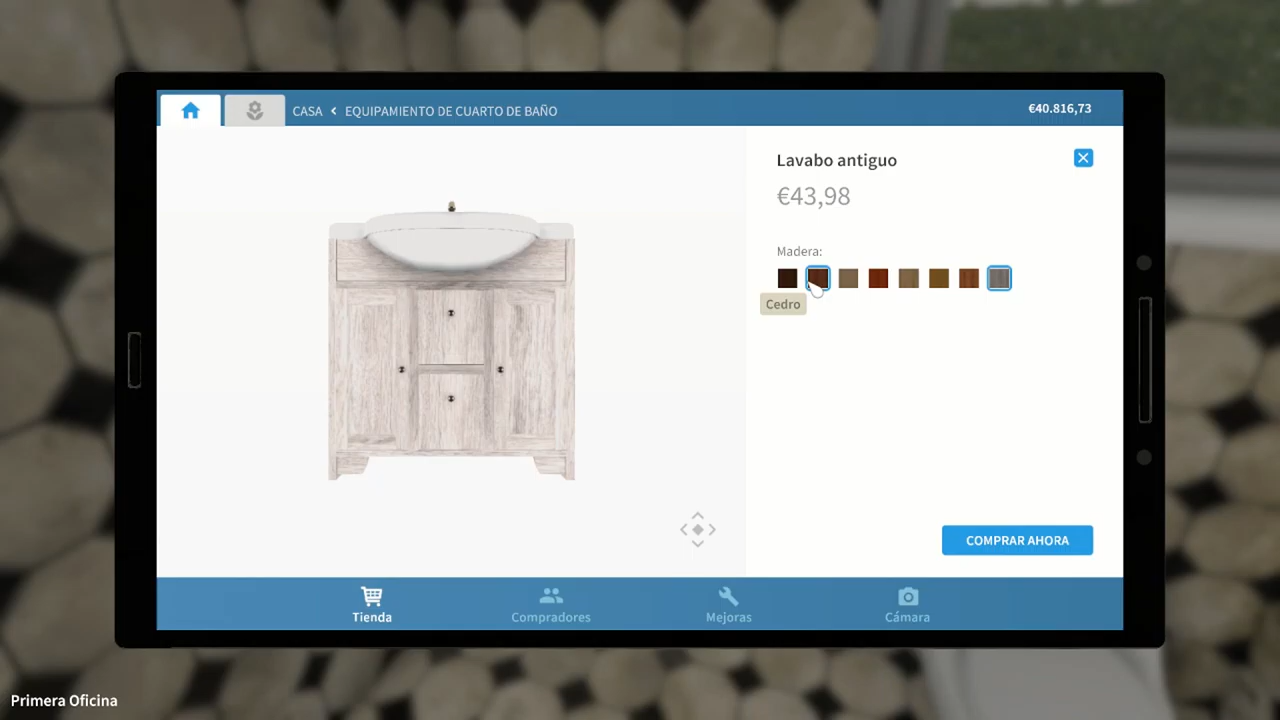 CASA < EQUIPAMIENTO DE CUARTO DE BAÑO
€40.816,73
Lavabo antiguo
€43,98
Madera:
Cedro
COMPRAR AHORA
Tienda
Compradores
Mejoras
Cámara
Primera Oficina